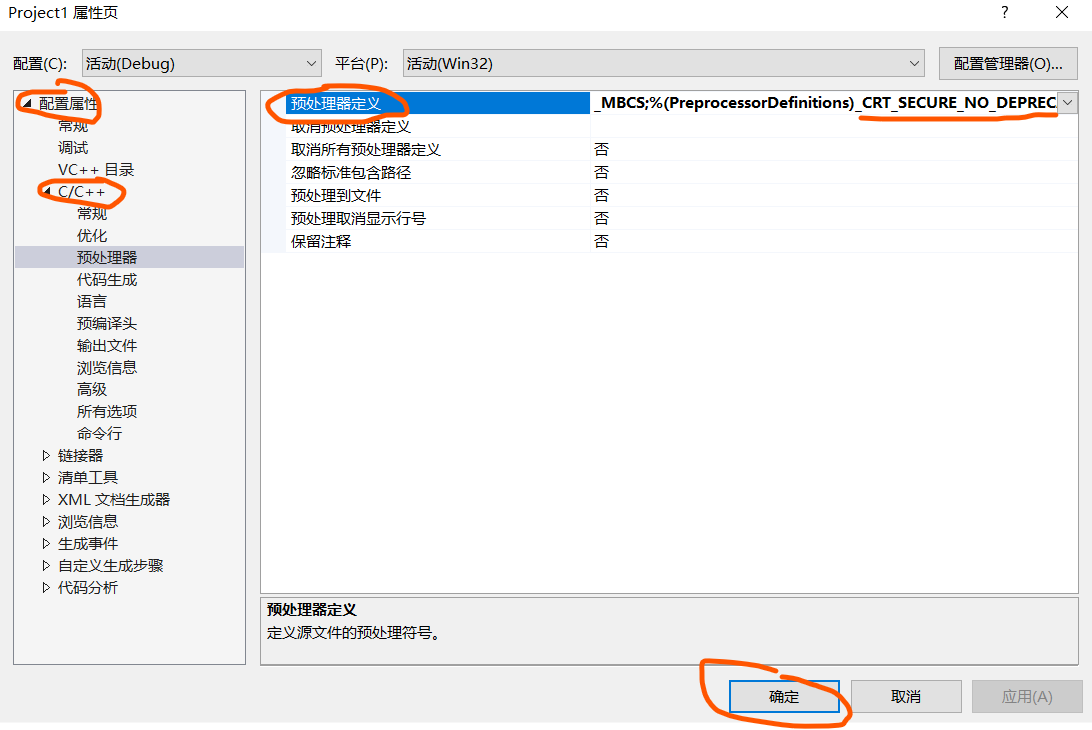 Project1 属性页
配置(C): 活动(Debug) 平台(P): 活动(Win32) 配置管理器(O)...
配置属性
常规
调试
VC++ 目录
C/C++
常规
优化
预处理器
代码生成
语言
预编译头
输出文件
浏览信息
高级
所有选项
命令行
链接器
清单工具
XML 文档生成器
浏览信息
生成事件
自定义生成步骤
代码分析
预处理器定义 _MBCS;%(PreprocessorDefinitions)_CRT_SECURE_NO_DEPREC
取消预处理器定义
取消所有预处理器定义 否
忽略标准包含路径 否
预处理到文件 否
预处理取消显示行号 否
保留注释 否
预处理器定义
定义源文件的预处理符号。
确定 取消 应用(A)